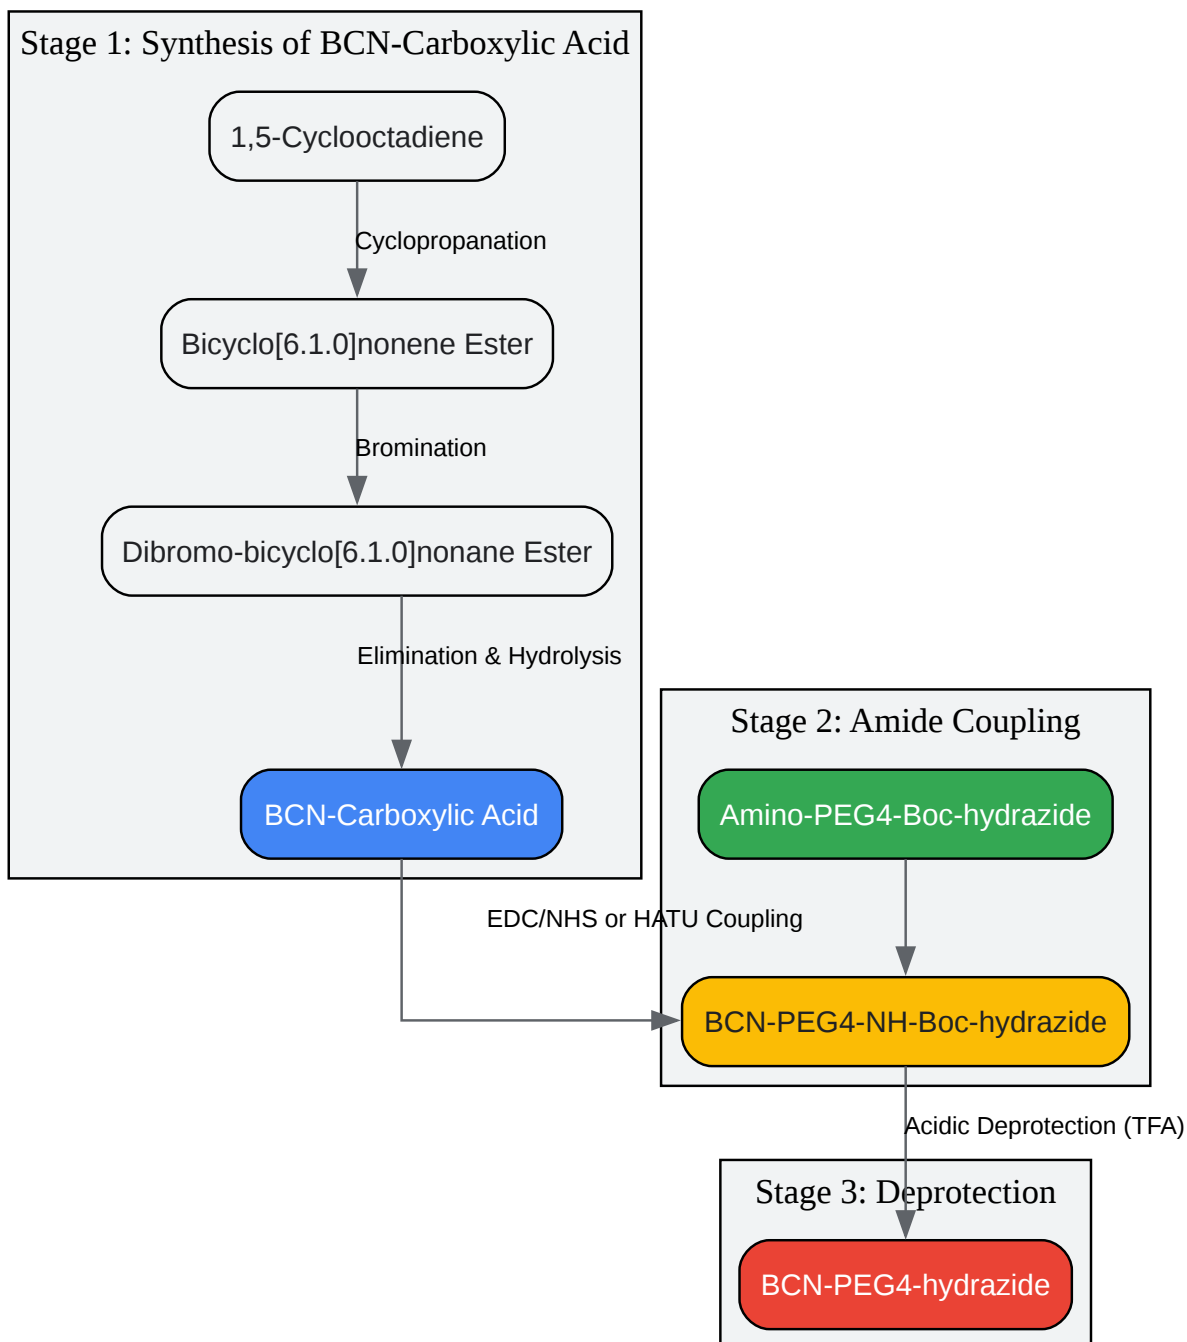 Stage 1: Synthesis of BCN-Carboxylic Acid
1,5-Cyclooctadiene
Cyclopropanation
Bicyclo[6.1.0]nonene Ester
Bromination
Dibromo-bicyclo[6.1.0]nonane Ester
Elimination & Hydrolysis
BCN-Carboxylic Acid
Stage 2: Amide Coupling
Amino-PEG4-Boc-hydrazide
EDC/NHS or HATU Coupling
BCN-PEG4-NH-Boc-hydrazide
Acidic Deprotection (TFA)
Stage 3: Deprotection
BCN-PEG4-hydrazide